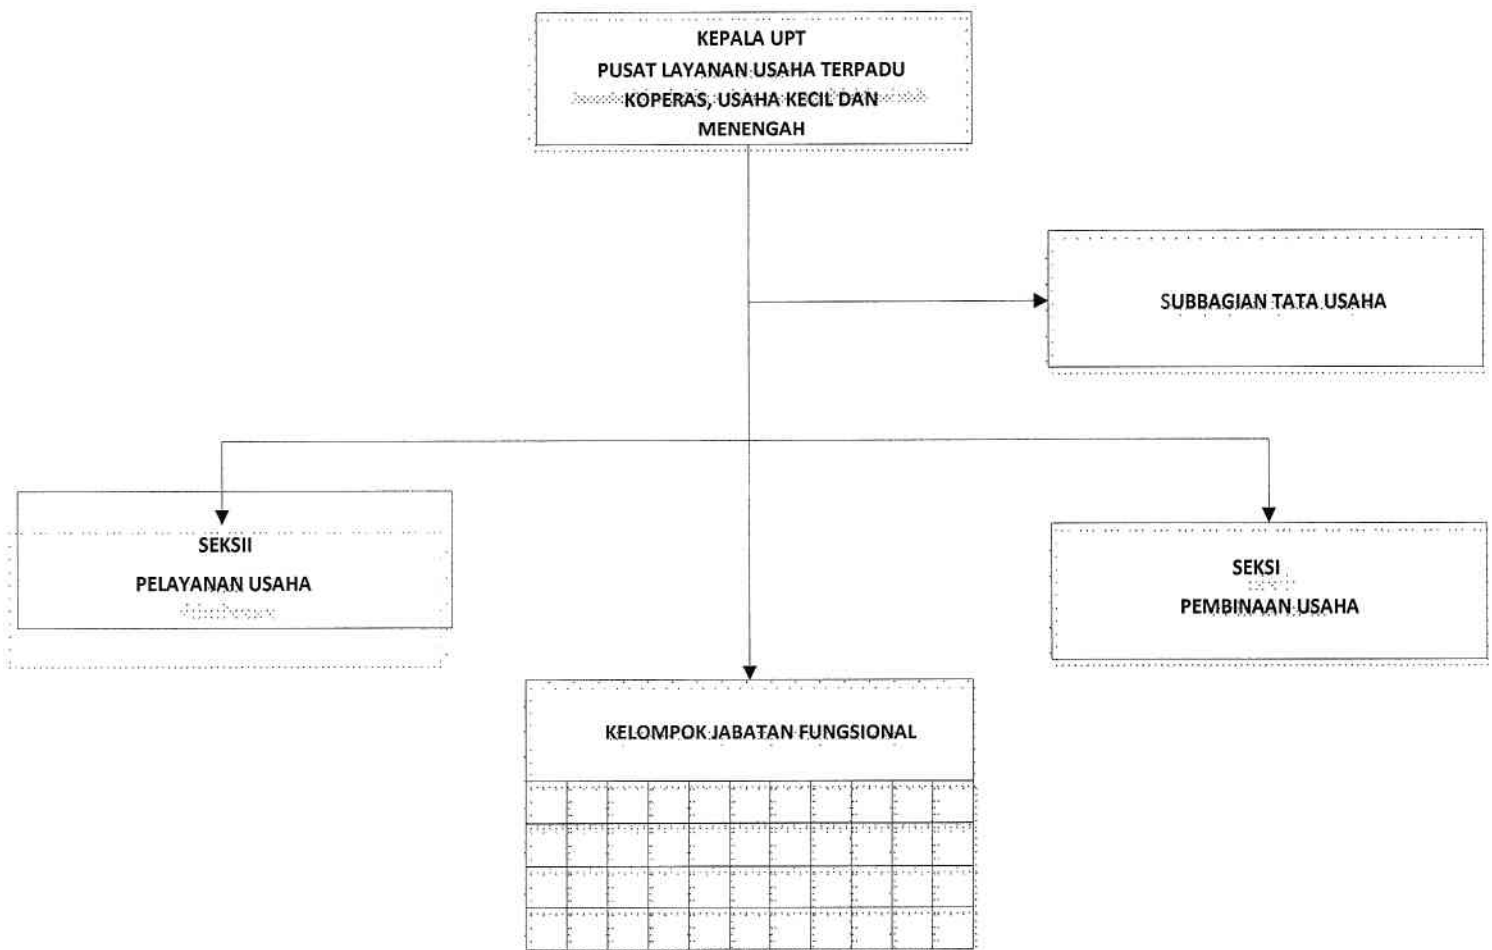 KEPALA UPT
PUSAT LAYANAN USAHA TERPADU
KOPERAS, USAHA KECIL DAN
MENENGAH
SUBBAGIAN TATA USAHA
SEKSII
PELAYANAN USAHA
SEKSI
PEMBINAAN USAHA
KELOMPOK JABATAN FUNGSIONAL